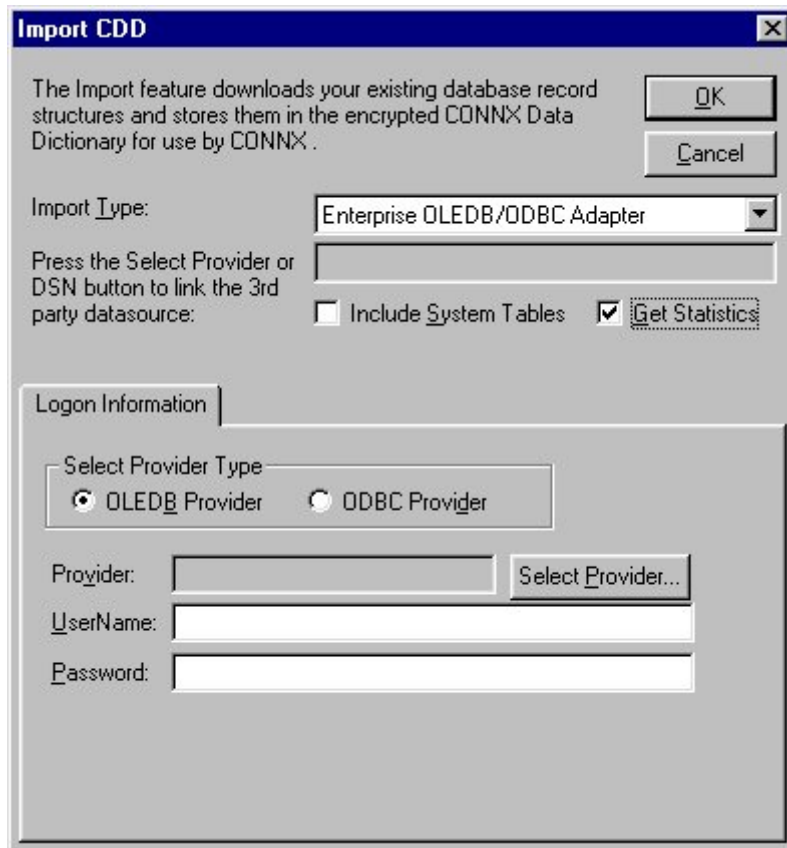 Import CDD
The Import feature downloads your existing database record
structures and stores them in the encrypted CONNX Data
Dictionary for use by CONNX .
OK
Cancel
Import Type:
Enterprise OLEDB/ODBC Adapter
Press the Select Provider or
DSN button to link the 3rd
party datasource:
Include System Tables
Get Statistics
Logon Information
Select Provider Type
OLEDB Provider
ODBC Provider
Provider:
Select Provider...
UserName:
Password: